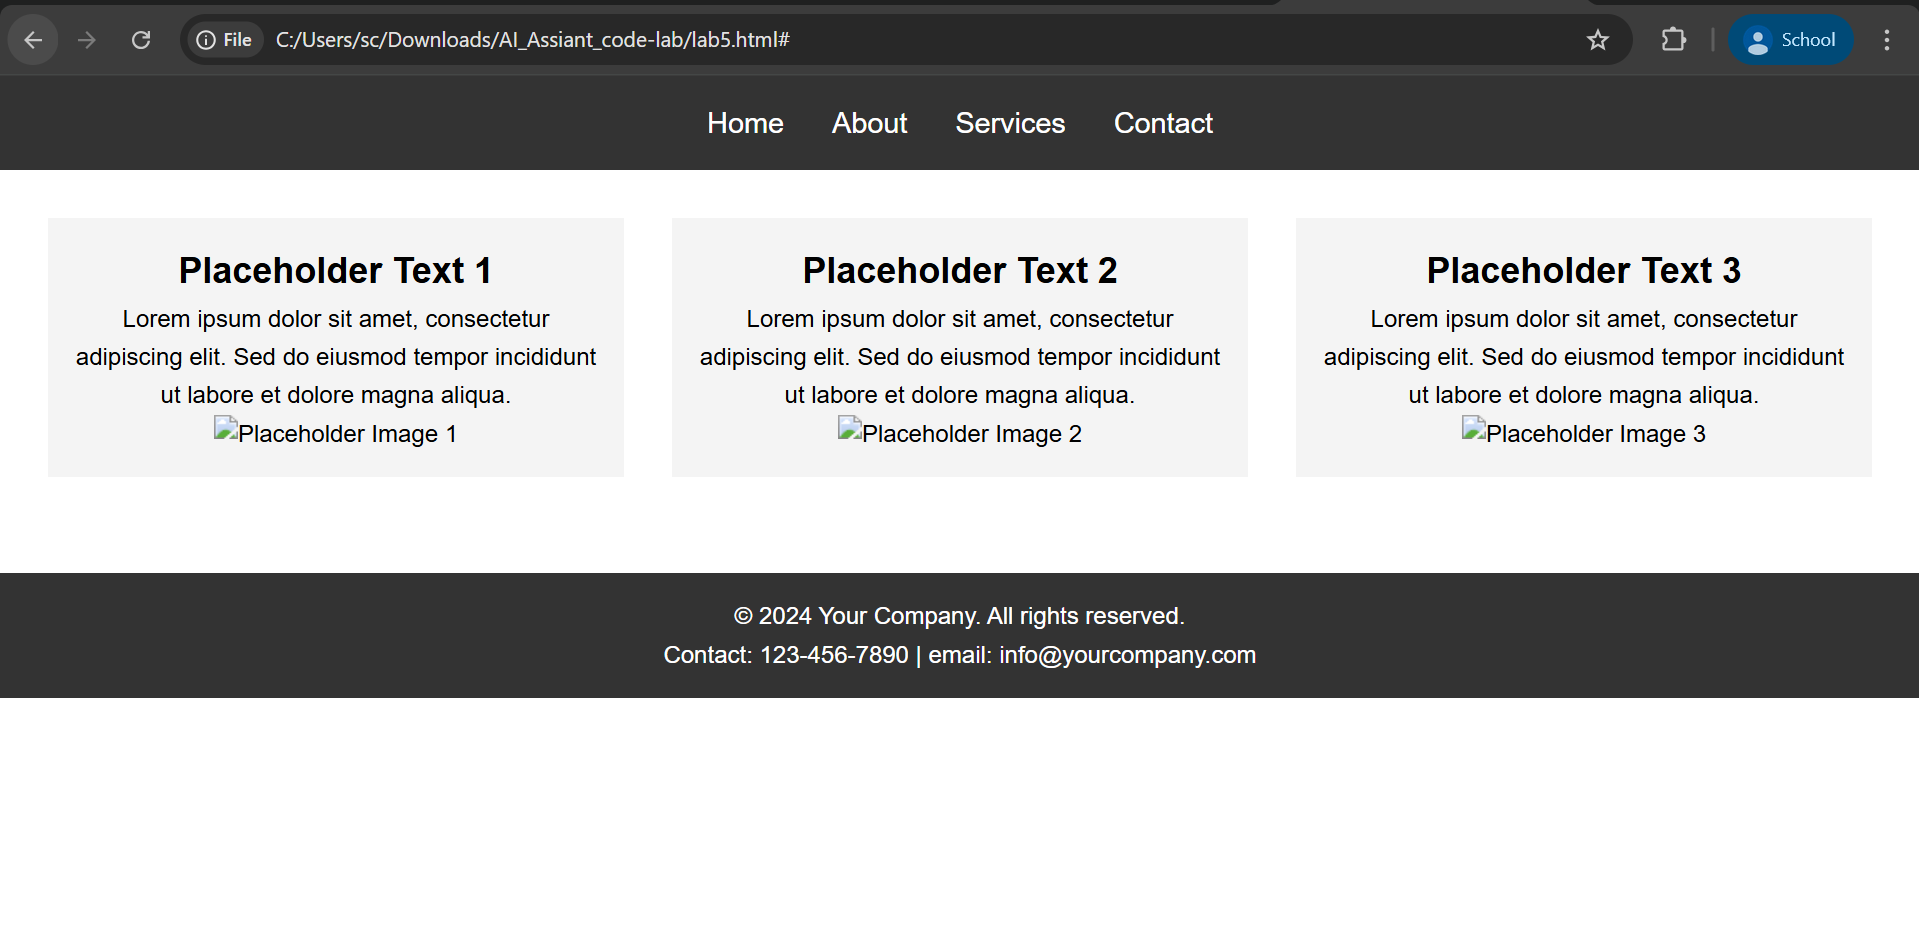 File C:/Users/sc/Downloads/AI_Assiant_code-lab/lab5.html# School
Home About Services Contact
Placeholder Text 1
Lorem ipsum dolor sit amet, consectetur
adipiscing elit. Sed do eiusmod tempor incididunt
ut labore et dolore magna aliqua.
Placeholder Image 1
Placeholder Text 2
Lorem ipsum dolor sit amet, consectetur
adipiscing elit. Sed do eiusmod tempor incididunt
ut labore et dolore magna aliqua.
Placeholder Image 2
Placeholder Text 3
Lorem ipsum dolor sit amet, consectetur
adipiscing elit. Sed do eiusmod tempor incididunt
ut labore et dolore magna aliqua.
Placeholder Image 3
© 2024 Your Company. All rights reserved.
Contact: 123-456-7890 | email: info@yourcompany.com